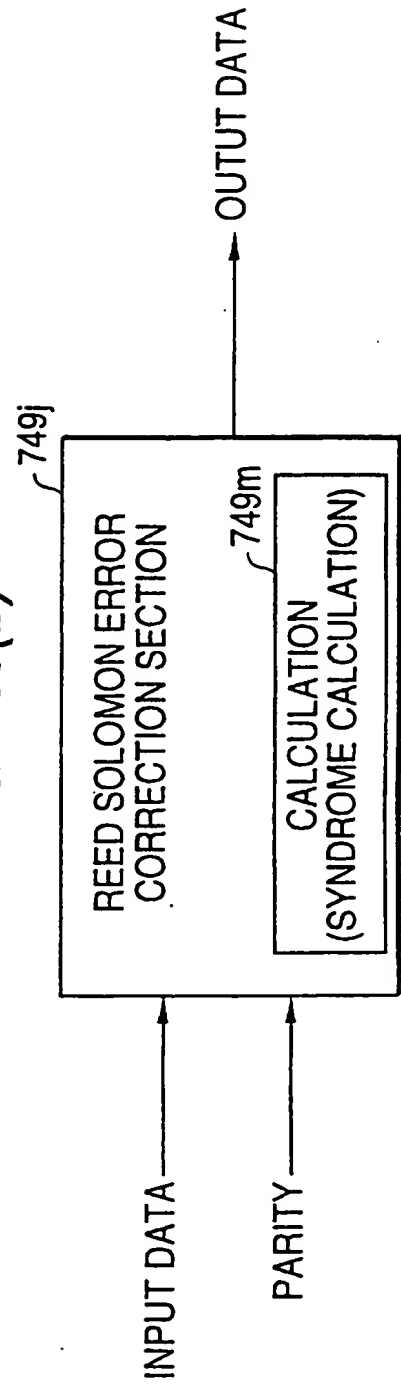 749j
REED SOLOMON ERROR
CORRECTION SECTION
749m
CALCULATION
(SYNDROME CALCULATION)
INPUT DATA
PARITY
OUTUT DATA